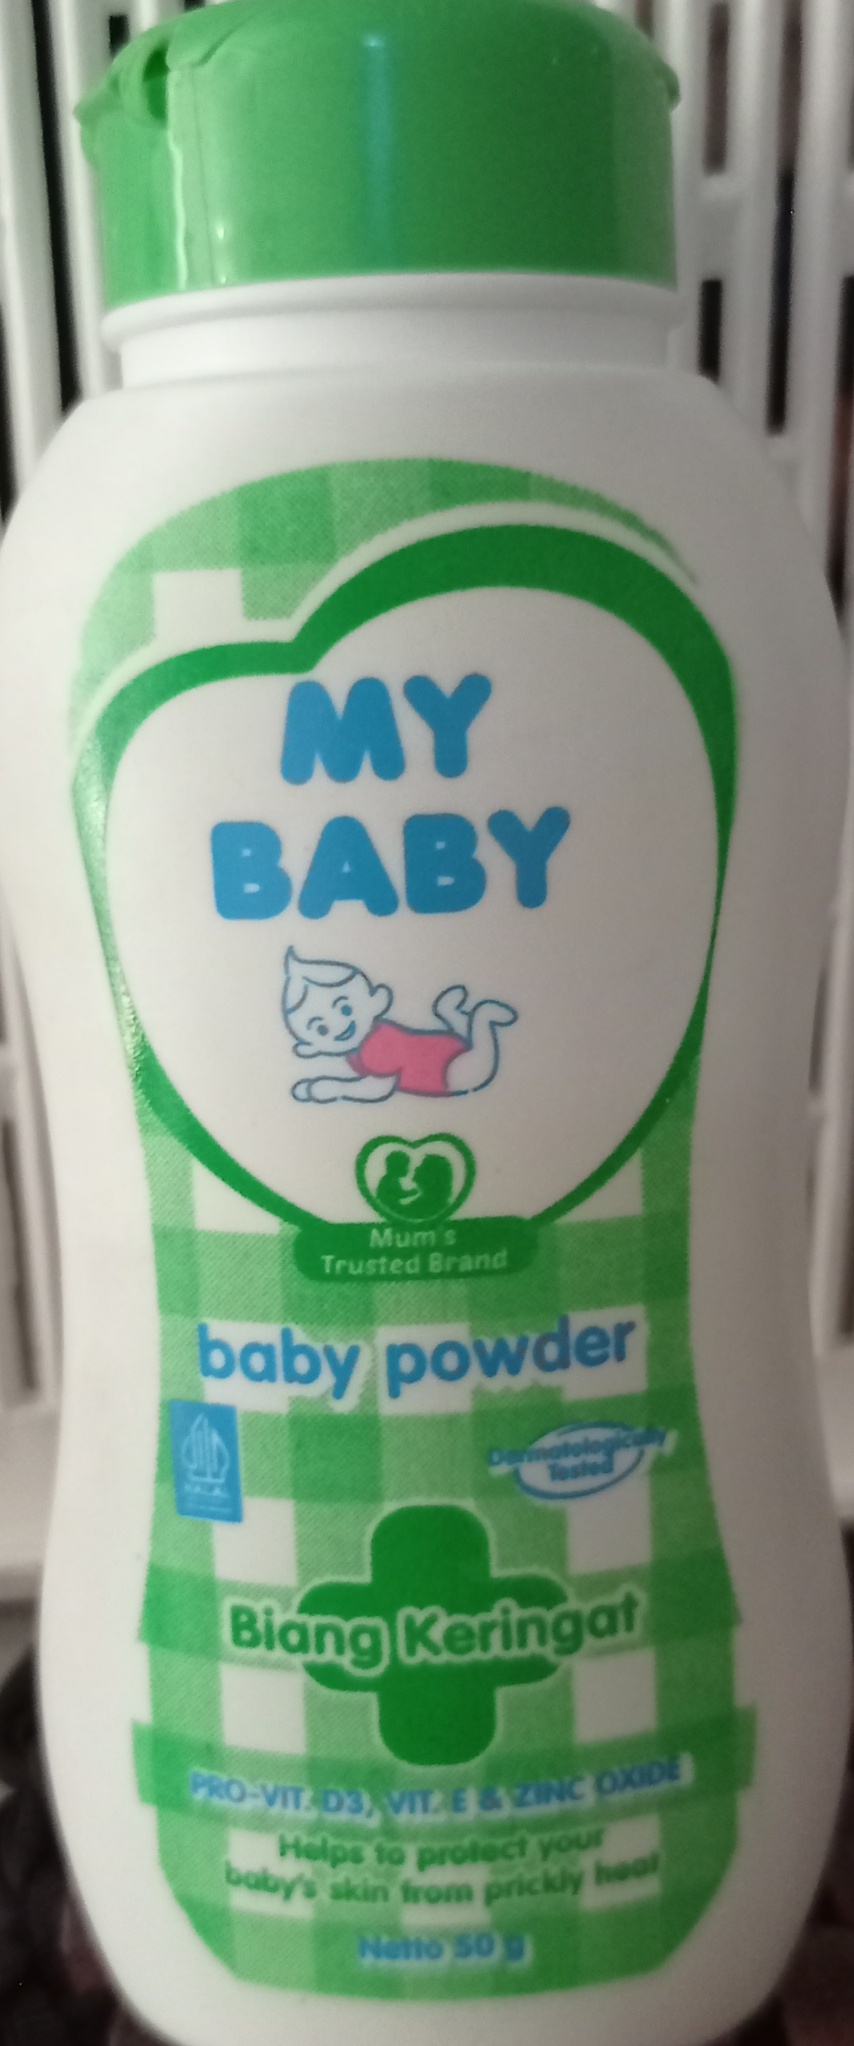 MY
BABY
Mum's
Trusted Brand
baby powder
HALAL
Dermatologically
Tested
Biang Keringat
PRO-VIT. D3, VIT. E & ZINC OXIDE
Helps to protect your
baby's skin from prickly heat
Netto 50 g